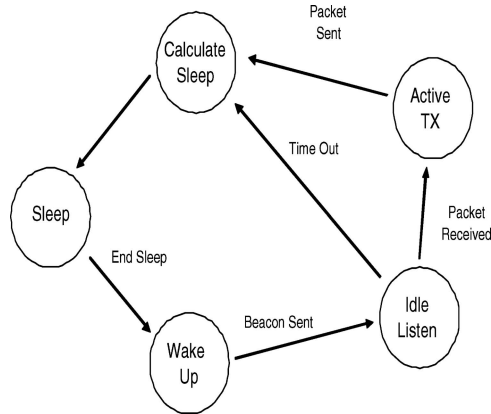 Packet
Sent
Calculate
Sleep
Active
TX
Time Out
Sleep
Packet
Received
End Sleep
Idle
Listen
Beacon Sent
Wake
Up